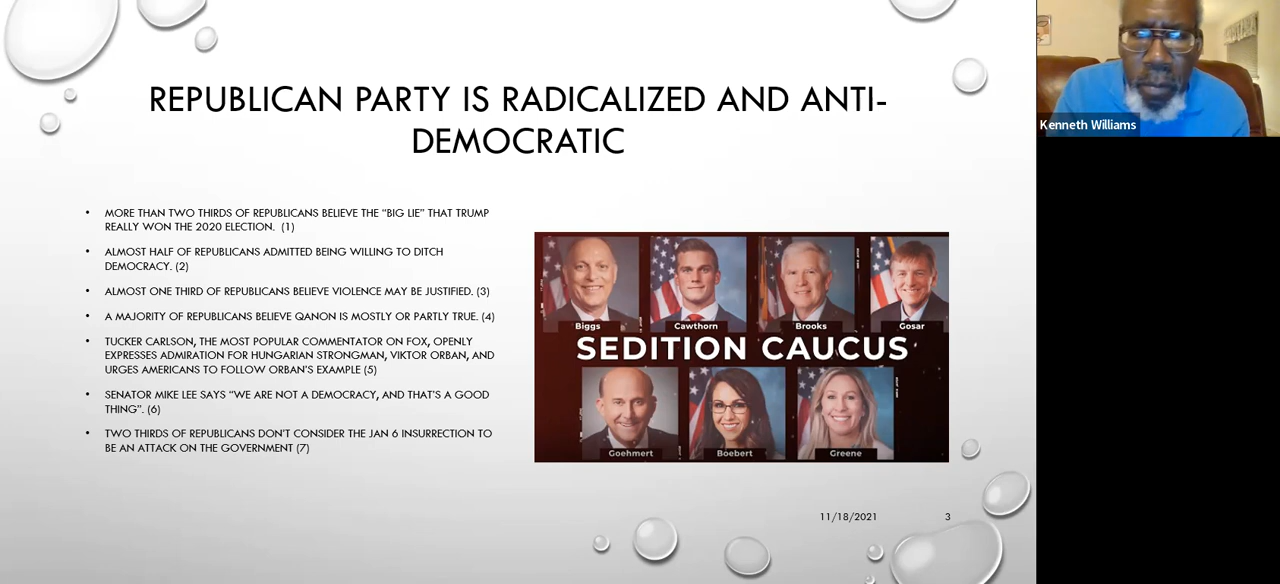 REPUBLICAN PARTY IS RADICALIZED AND ANTI-
DEMOCRATIC
• MORE THAN TWO THIRDS OF REPUBLICANS BELIEVE THE “BIG LIE” THAT TRUMP
REALLY WON THE 2020 ELECTION. (1)
• ALMOST HALF OF REPUBLICANS ADMITTED BEING WILLING TO DITCH
DEMOCRACY. (2)
• ALMOST ONE THIRD OF REPUBLICANS BELIEVE VIOLENCE MAY BE JUSTIFIED. (3)
• A MAJORITY OF REPUBLICANS BELIEVE QANON IS MOSTLY OR PARTLY TRUE. (4)
• TUCKER CARLSON, THE MOST POPULAR COMMENTATOR ON FOX, OPENLY
EXPRESSES ADMIRATION FOR HUNGARIAN STRONGMAN, VIKTOR ORBAN, AND
URGES AMERICANS TO FOLLOW ORBAN'S EXAMPLE (5)
• SENATOR MIKE LEE SAYS “WE ARE NOT A DEMOCRACY, AND THAT'S A GOOD
THING”. (6)
• TWO THIRDS OF REPUBLICANS DON'T CONSIDER THE JAN 6 INSURRECTION TO
BE AN ATTACK ON THE GOVERNMENT (7)
Biggs Cawthorn Brooks Gosar
SEDITION CAUCUS
Goehmert Boebert Greene
11/18/2021 3
Kenneth Williams